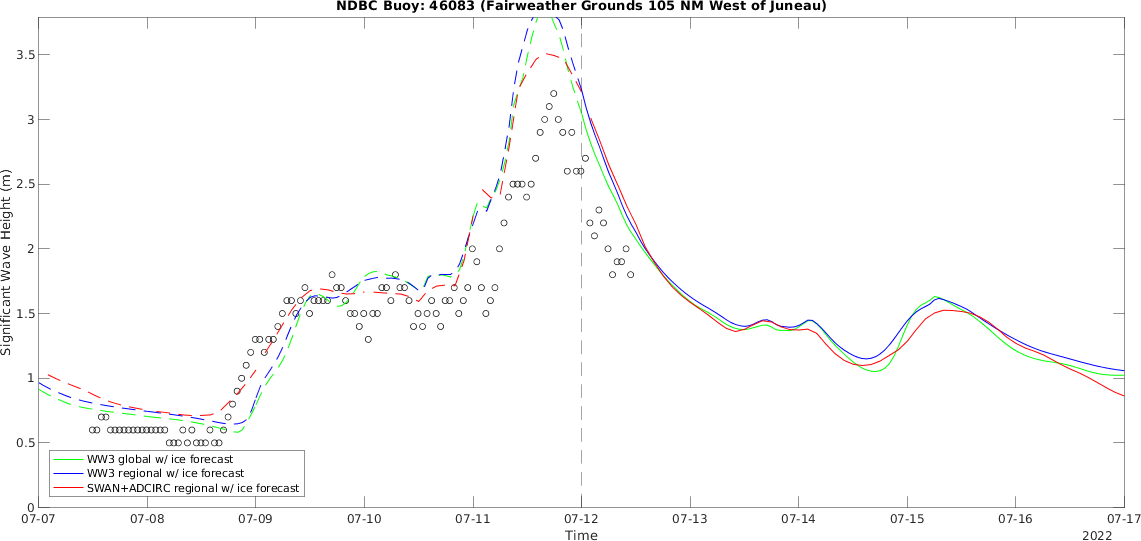 NDBC Buoy: 46083 (Fairweather Grounds 105 NM West of Juneau)
Significant Wave Height (m)
3.5
3
2.5
2
1.5
1
0.5
0
WW3 global w/ ice forecast
WW3 regional w/ ice forecast
SWAN+ADCIRC regional w/ ice forecast
07-07 07-08 07-09 07-10 07-11 07-12 07-13 07-14 07-15 07-16 07-17
Time
2022